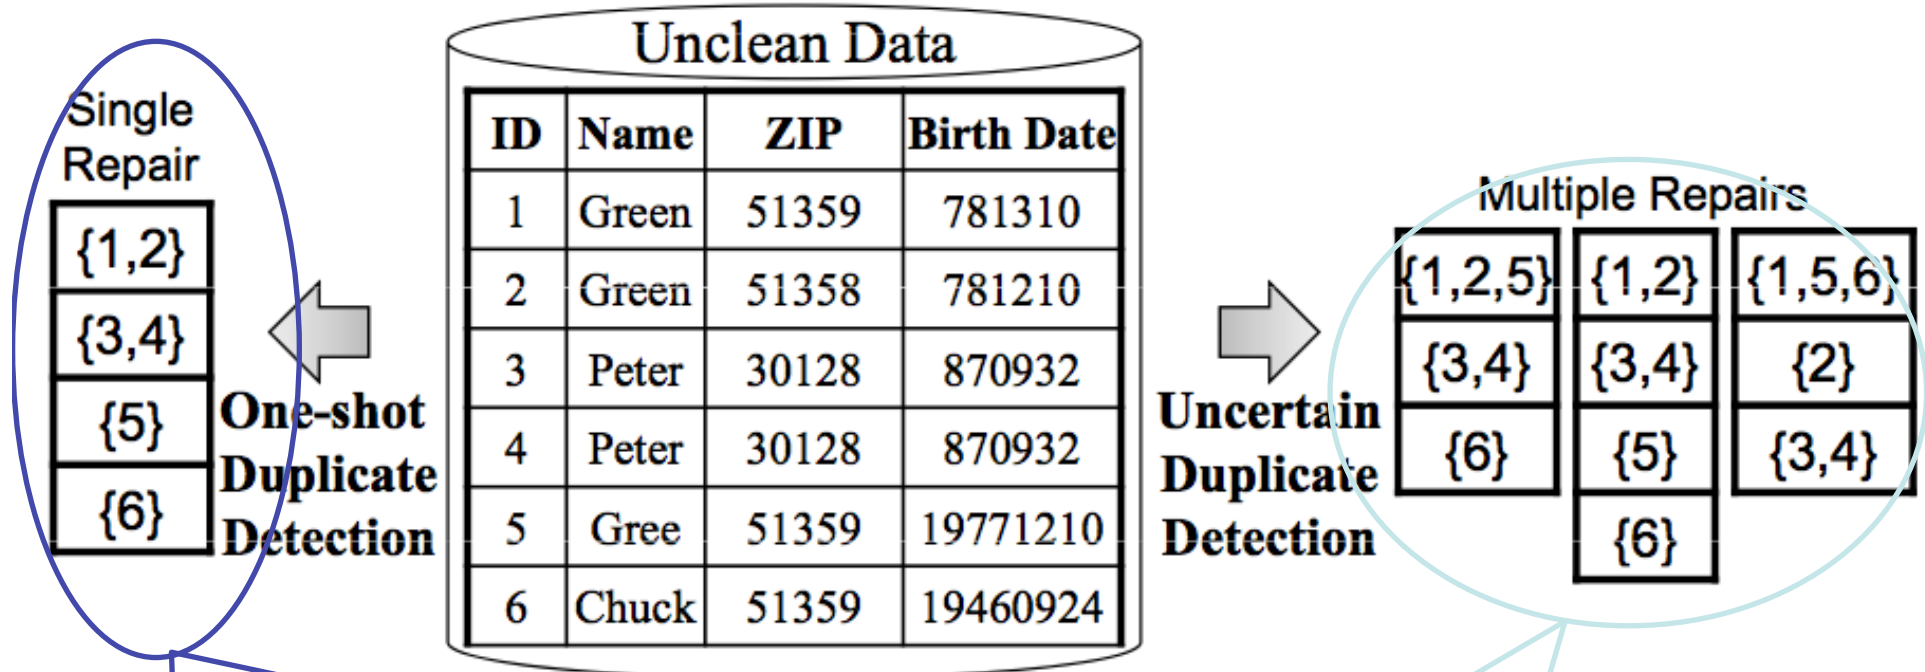 Unclean Data
Single
Repair
{1,2}
{3,4}
{5}
{6}
One-shot
Duplicate
Detection
ID Name ZIP Birth Date
1 Green 51359 781310
2 Green 51358 781210
3 Peter 30128 870932
4 Peter 30128 870932
5 Gree 51359 19771210
6 Chuck 51359 19460924
Uncertain
Duplicate
Detection
Multiple Repairs
{1,2,5} {1,2} {1,5,6}
{3,4} {3,4} {2}
{6} {5} {3,4}
{6}